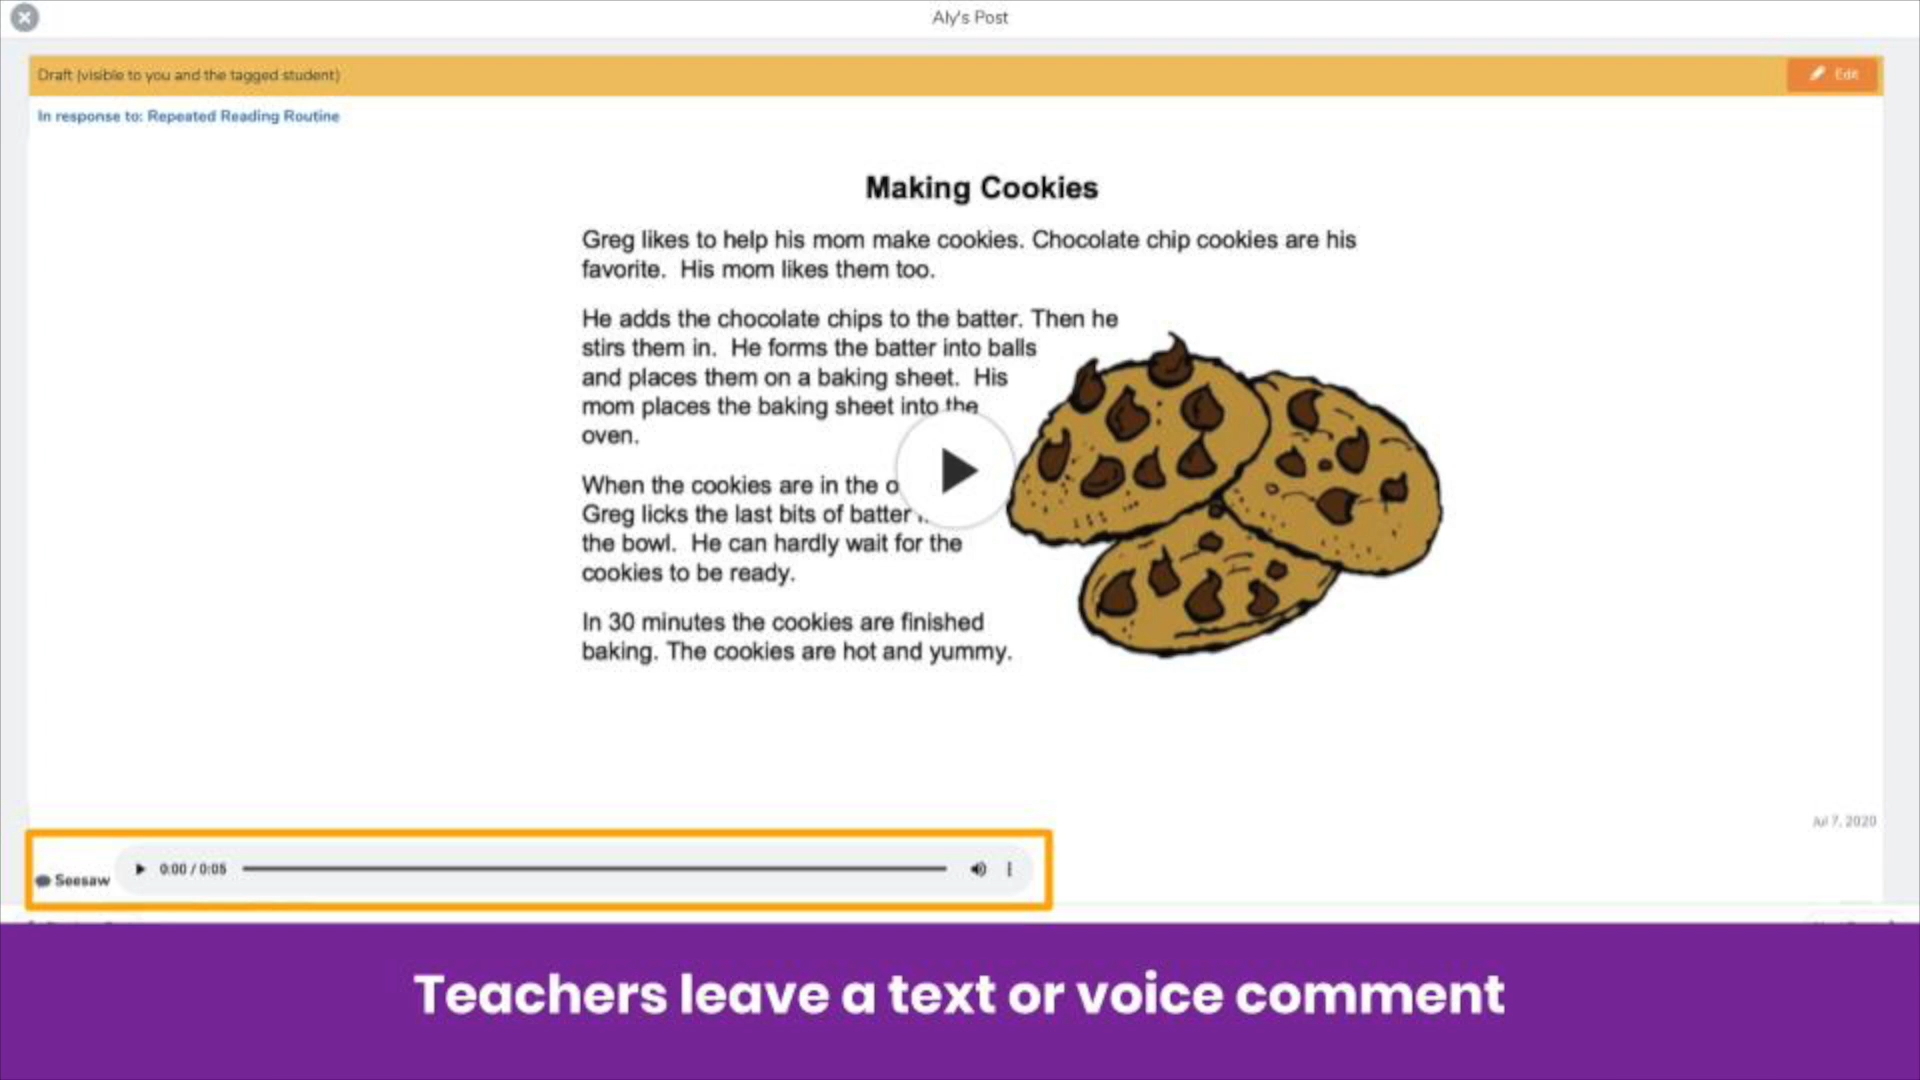 Aly's Post
Draft (visible to you and the tagged student)
Edit
In response to: Repeated Reading Routine
Making Cookies
Greg likes to help his mom make cookies. Chocolate chip cookies are his
favorite. His mom likes them too.
He adds the chocolate chips to the batter. Then he
stirs them in. He forms the batter into balls
and places them on a baking sheet. His
mom places the baking sheet into the
oven.
When the cookies are in the
Greg licks the last bits of batter
the bowl. He can hardly wait for the
cookies to be ready.
In 30 minutes the cookies are finished
baking. The cookies are hot and yummy.
Jul 7, 2020
Seesaw
0:00 / 0:05
Teachers leave a text or voice comment